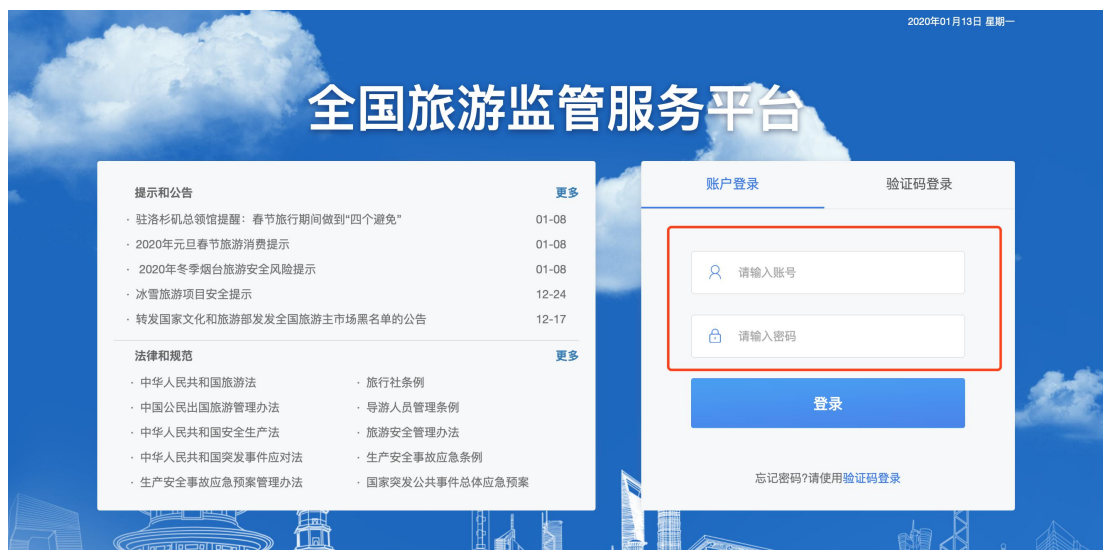 2020年01月13日 星期一
全国旅游监管服务平台
提示和公告 更多
· 驻洛杉矶总领馆提醒：春节旅行期间做到“四个避免” 01-08
· 2020年元旦春节旅游消费提示 01-08
· 2020年冬季烟台旅游安全风险提示 01-08
· 冰雪旅游项目安全提示 12-24
· 转发国家文化和旅游部发发全国旅游主市场黑名单的公告 12-17
法律和规范 更多
· 中华人民共和国旅游法 · 旅行社条例
· 中国公民出国旅游管理办法 · 导游人员管理条例
· 中华人民共和国安全生产法 · 旅游安全管理办法
· 中华人民共和国突发事件应对法 · 生产安全事故应急条例
· 生产安全事故应急预案管理办法 · 国家突发公共事件总体应急预案
账户登录 验证码登录
请输入账号
请输入密码
登录
忘记密码?请使用验证码登录